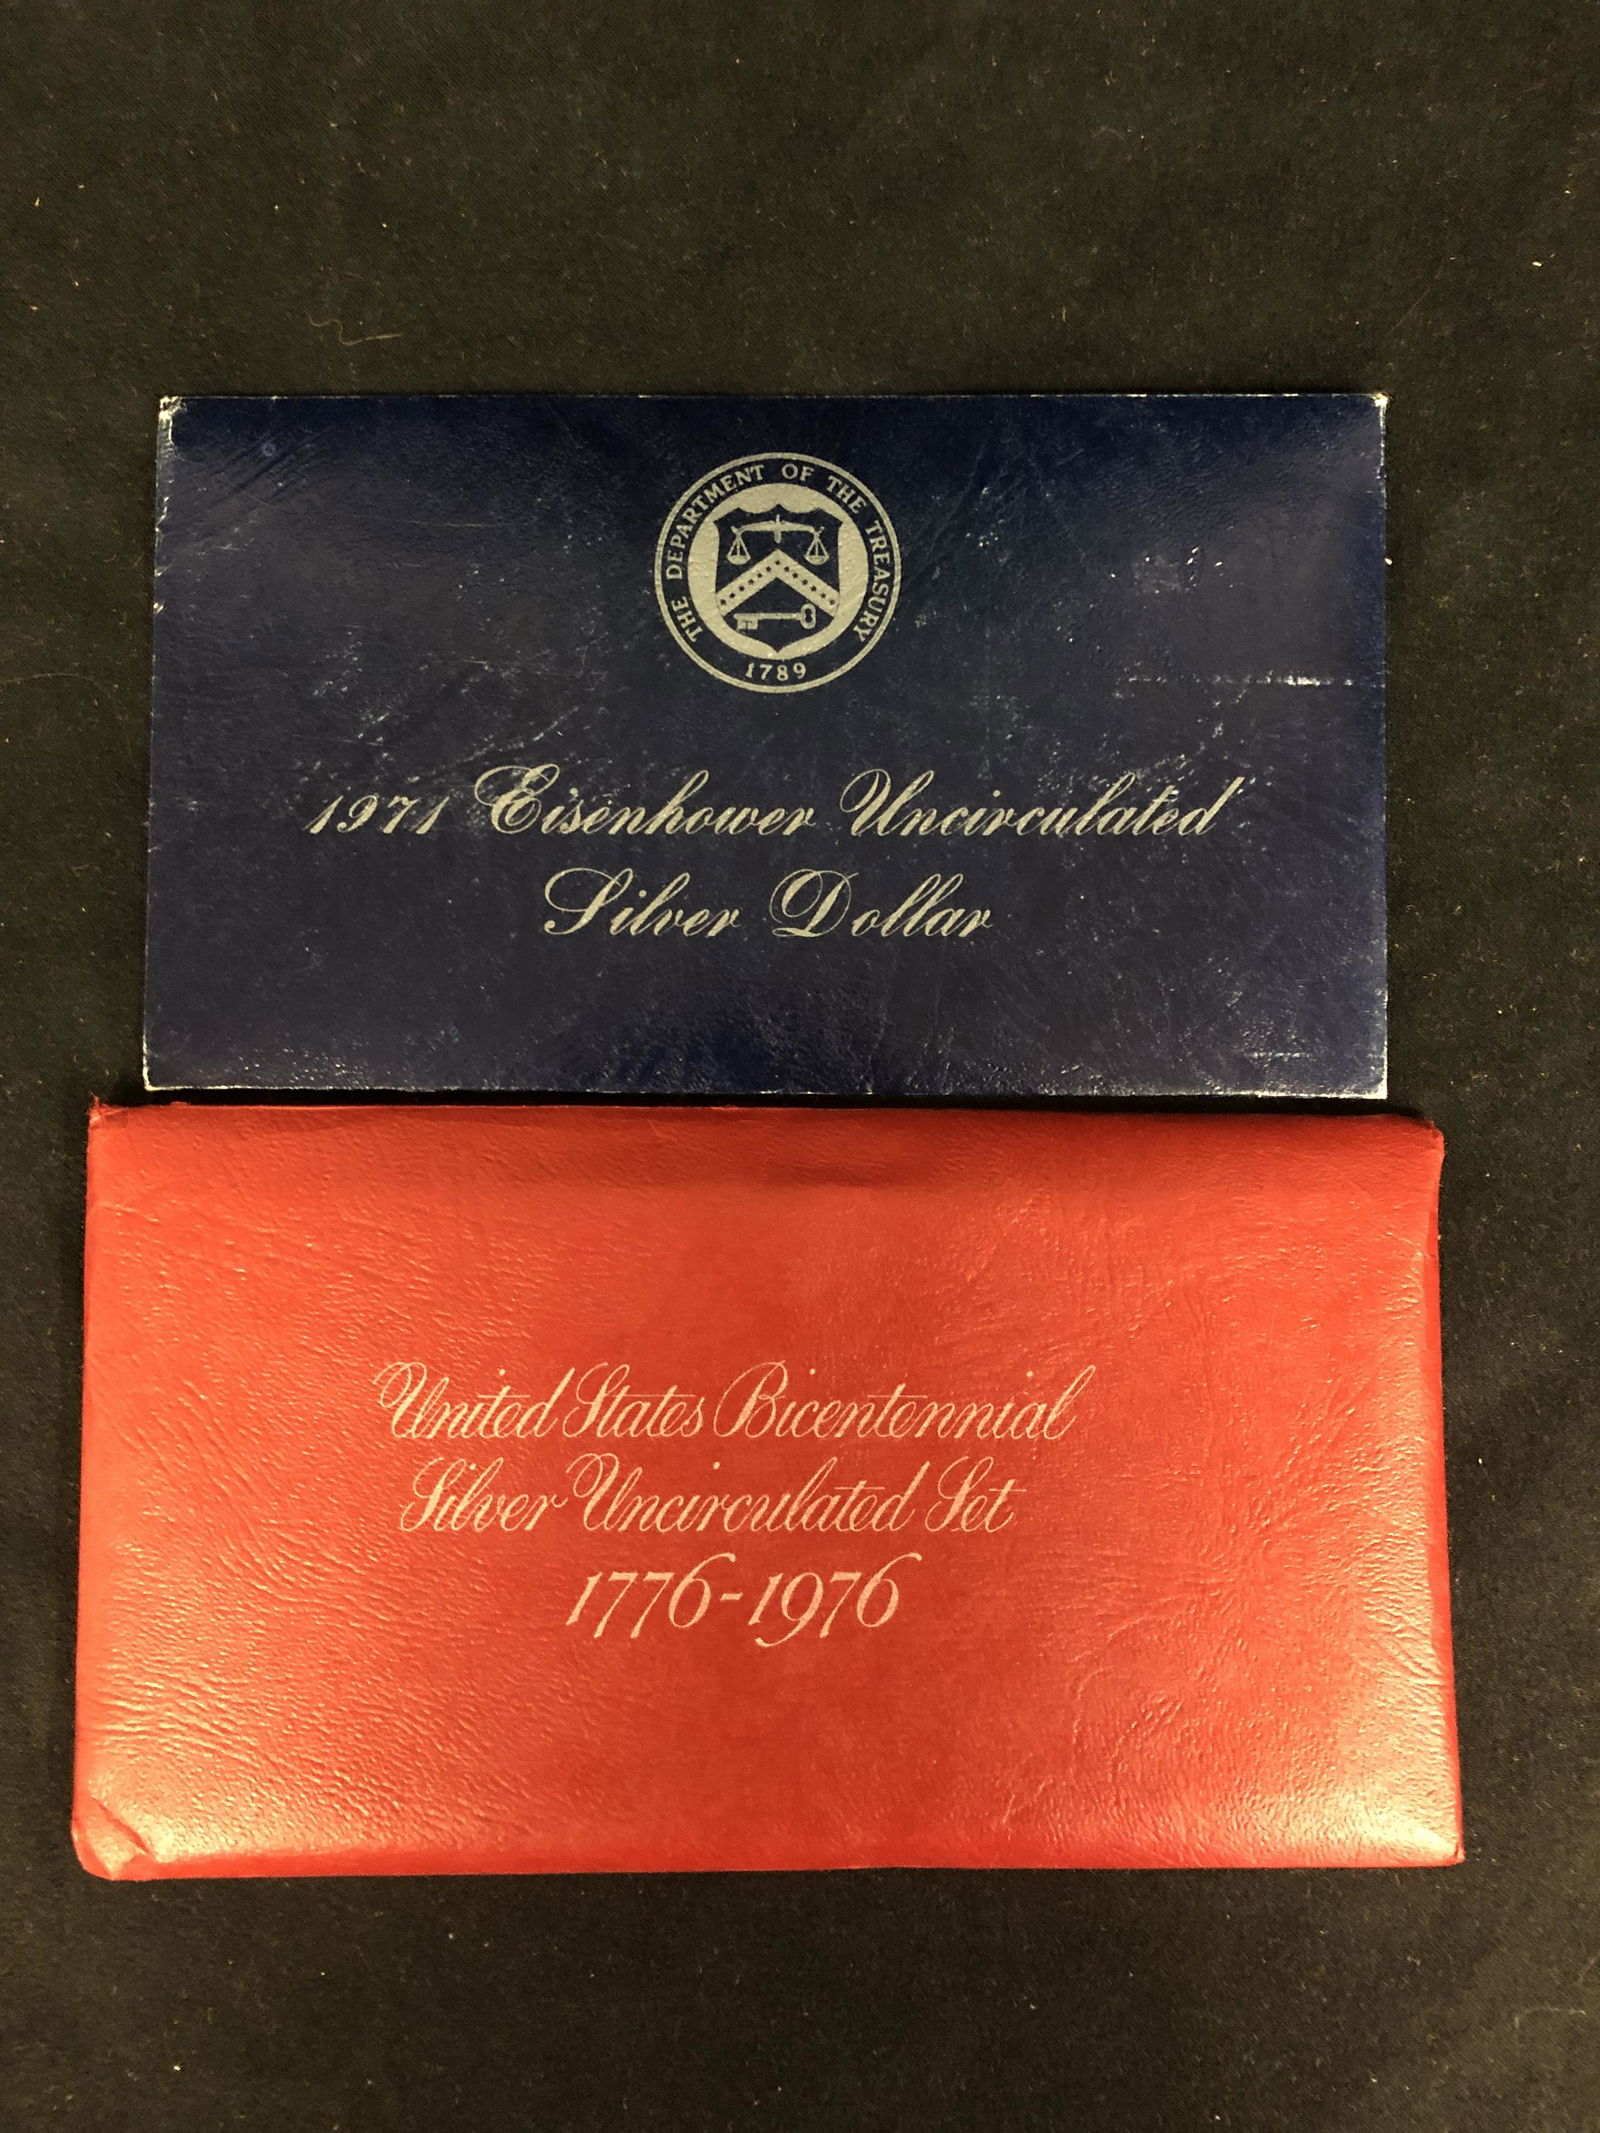 THE DEPARTMENT OF THE TREASURY
1789
1971 Eisenhower Uncirculated
Silver Dollar
United States Bicentennial
Silver Uncirculated Set
1776-1976